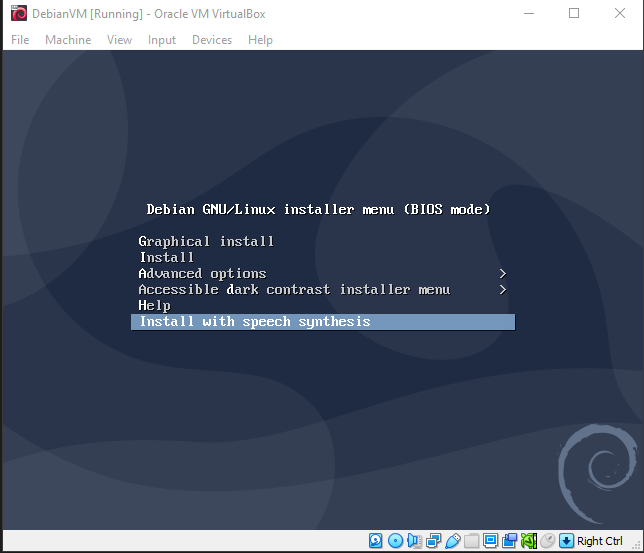 DebianVM [Running] - Oracle VM VirtualBox
File Machine View Input Devices Help
Debian GNU/Linux installer menu (BIOS mode)
Graphical install
Install
Advanced options >
Accessible dark contrast installer menu >
Help
Install with speech synthesis
Right Ctrl